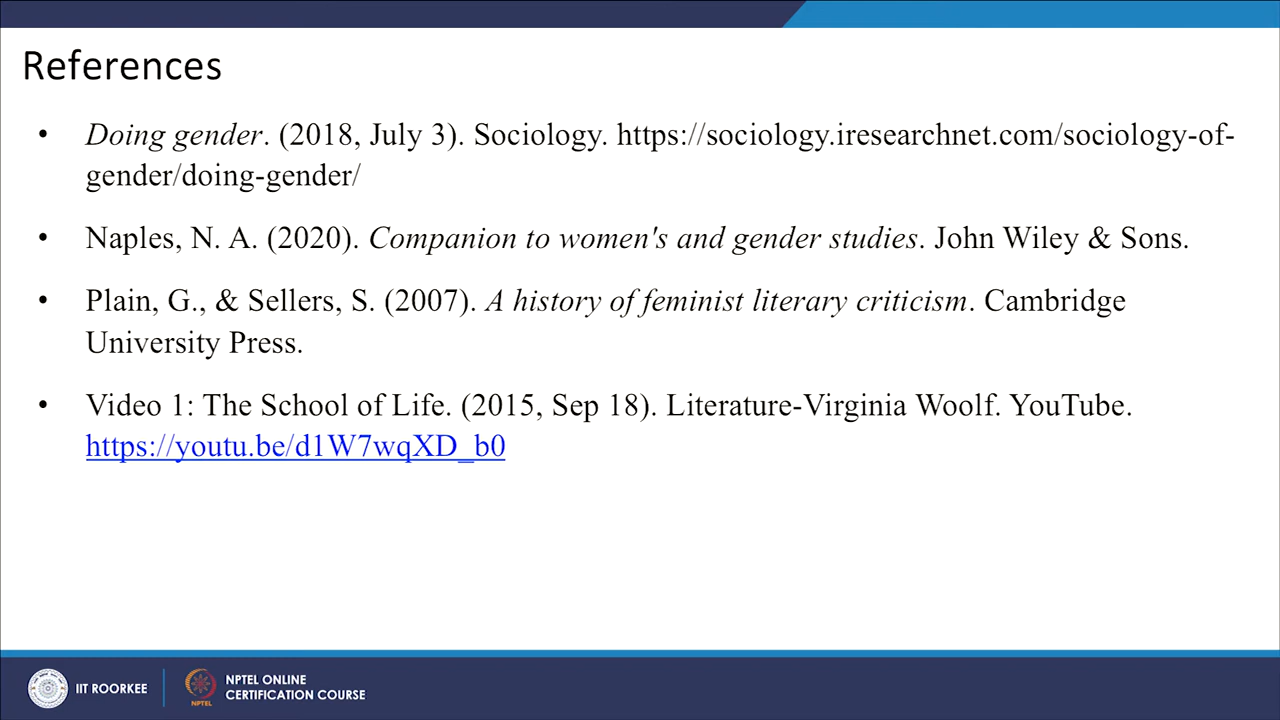 References
• Doing gender. (2018, July 3). Sociology. https://sociology.iresearchnet.com/sociology-of-
gender/doing-gender/
• Naples, N. A. (2020). Companion to women's and gender studies. John Wiley & Sons.
• Plain, G., & Sellers, S. (2007). A history of feminist literary criticism. Cambridge
University Press.
• Video 1: The School of Life. (2015, Sep 18). Literature-Virginia Woolf. YouTube.
https://youtu.be/d1W7wqXD_b0
IIT ROORKEE
NPTEL
NPTEL ONLINE
CERTIFICATION COURSE